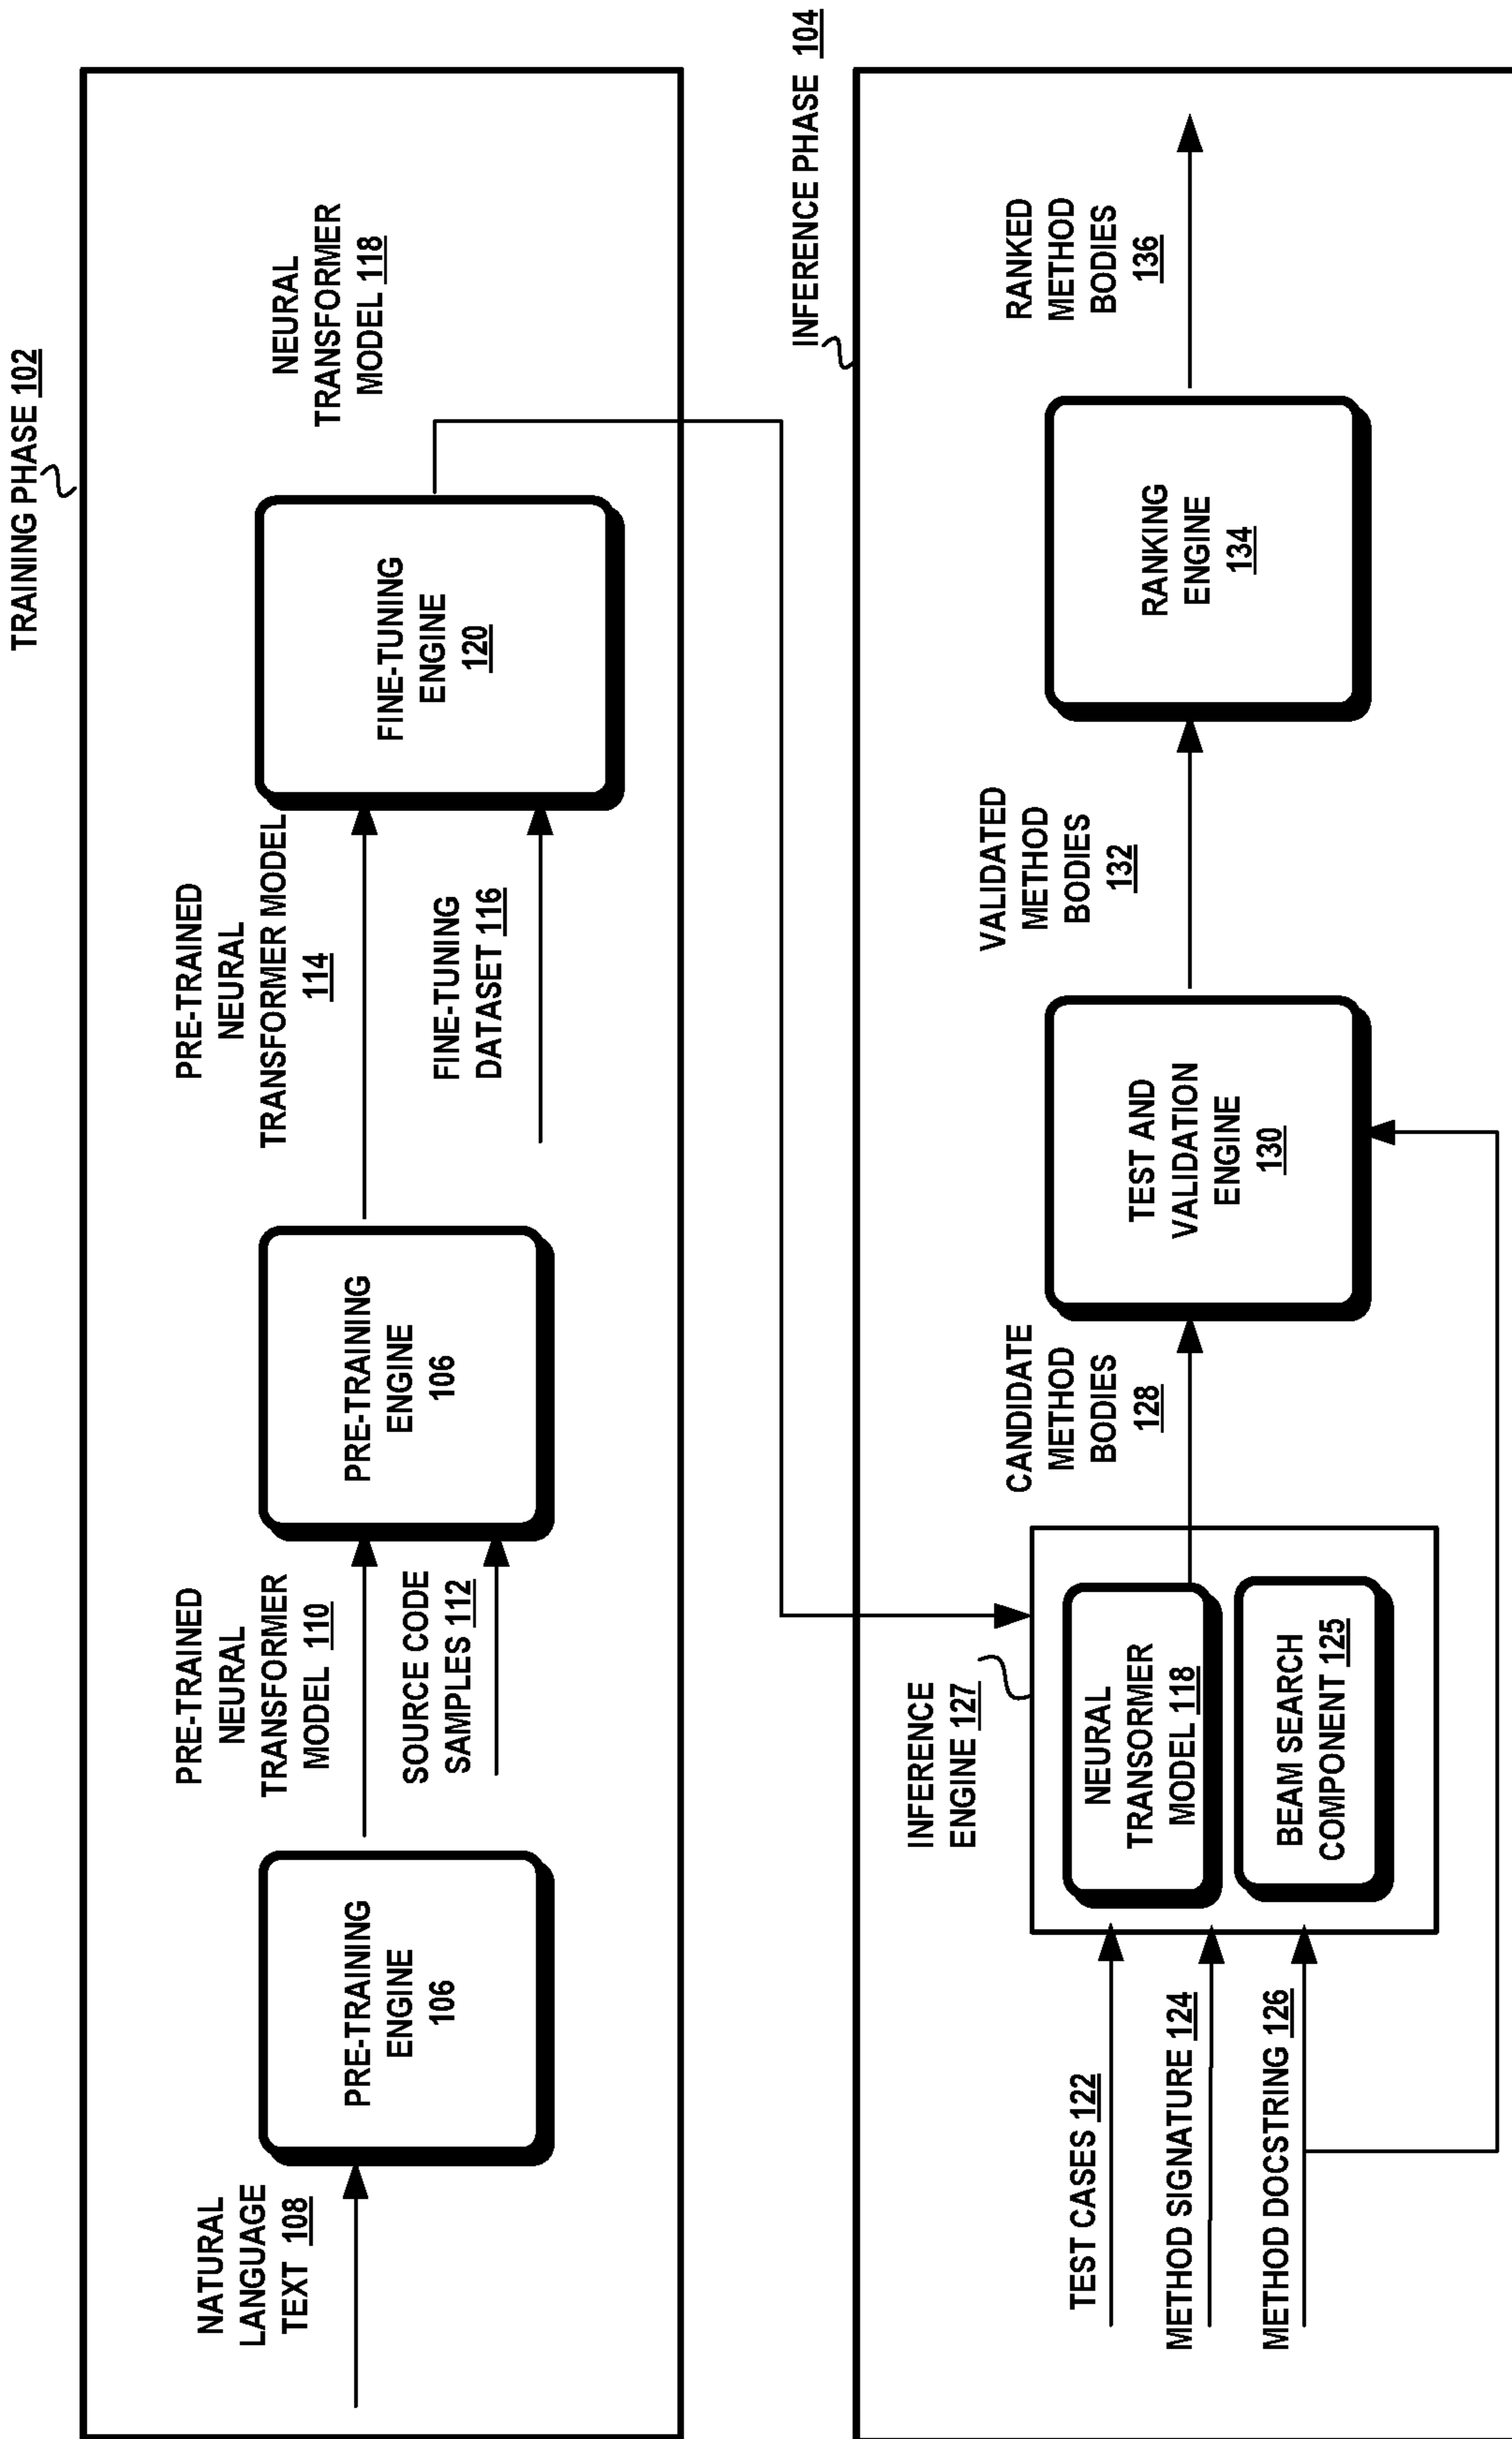 TRAINING PHASE 102
NATURAL
LANGUAGE
TEXT 108
PRE-TRAINING
ENGINE
106
PRE-TRAINED
NEURAL
TRANSFORMER
MODEL 110
SOURCE CODE
SAMPLES 112
PRE-TRAINING
ENGINE
106
PRE-TRAINED
NEURAL
TRANSFORMER MODEL
114
FINE-TUNING
DATASET 116
FINE-TUNING
ENGINE
120
NEURAL
TRANSFORMER
MODEL 118
INFERENCE PHASE 104
TEST CASES 122
METHOD SIGNATURE 124
METHOD DOCSTRING 126
INFERENCE
ENGINE 127
NEURAL
TRANSORMER
MODEL 118
BEAM SEARCH
COMPONENT 125
CANDIDATE
METHOD
BODIES
128
TEST AND
VALIDATION
ENGINE
130
VALIDATED
METHOD
BODIES
132
RANKING
ENGINE
134
RANKED
METHOD
BODIES
136